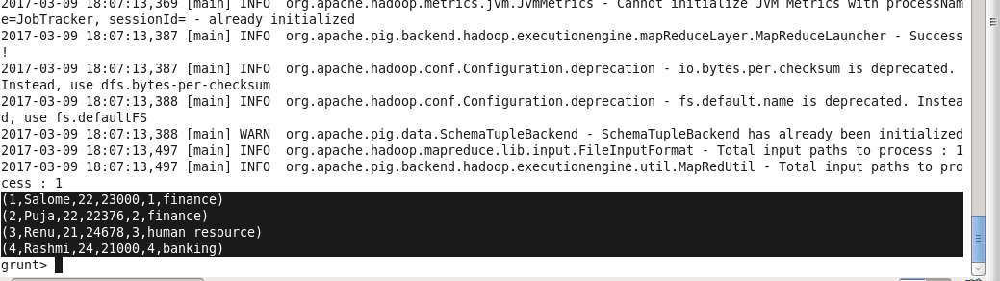 2017-03-09 18:07:13,369 [main] INFO  org.apache.hadoop.metrics.jvm.JvmMetrics - Cannot initialize JVM Metrics with processNam
e=JobTracker, sessionId= - already initialized
2017-03-09 18:07:13,387 [main] INFO  org.apache.pig.backend.hadoop.executionengine.mapReduceLayer.MapReduceLauncher - Success
!
2017-03-09 18:07:13,387 [main] INFO  org.apache.hadoop.conf.Configuration.deprecation - io.bytes.per.checksum is deprecated.
Instead, use dfs.bytes-per-checksum
2017-03-09 18:07:13,388 [main] INFO  org.apache.hadoop.conf.Configuration.deprecation - fs.default.name is deprecated. Instea
d, use fs.defaultFS
2017-03-09 18:07:13,388 [main] WARN  org.apache.pig.data.SchemaTupleBackend - SchemaTupleBackend has already been initialized
2017-03-09 18:07:13,497 [main] INFO  org.apache.hadoop.mapreduce.lib.input.FileInputFormat - Total input paths to process : 1
2017-03-09 18:07:13,497 [main] INFO  org.apache.pig.backend.hadoop.executionengine.util.MapRedUtil - Total input paths to pro
cess : 1
(1,Salome,22,23000,1,finance)
(2,Puja,22,22376,2,finance)
(3,Renu,21,24678,3,human resource)
(4,Rashmi,24,21000,4,banking)
grunt>